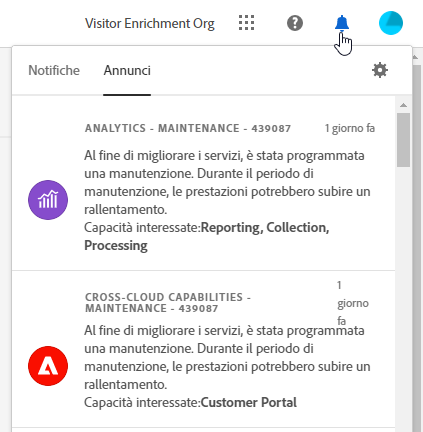 Visitor Enrichment Org
Notifiche Annunci
ANALYTICS - MAINTENANCE - 439087 1 giorno fa
Al fine di migliorare i servizi, è stata programmata
una manutenzione. Durante il periodo di
manutenzione, le prestazioni potrebbero subire un
rallentamento.
Capacità interessate:Reporting, Collection,
Processing
CROSS-CLOUD CAPABILITIES -
MAINTENANCE - 439087
1
giorno
fa
Al fine di migliorare i servizi, è stata programmata
una manutenzione. Durante il periodo di
manutenzione, le prestazioni potrebbero subire un
rallentamento.
Capacità interessate:Customer Portal